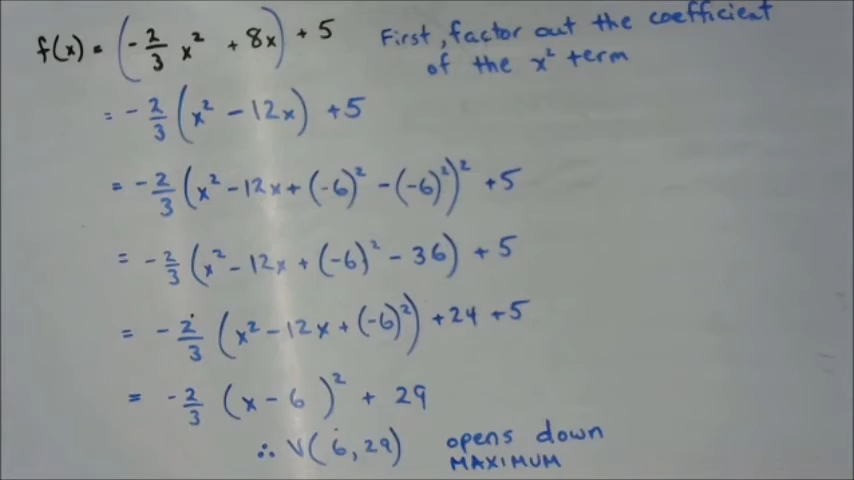 f(x) = (-2/3 x² + 8x) + 5 First, factor out the coefficient
of the x² term
= -2/3 (x² - 12x) + 5
= -2/3 (x² - 12x + (-6)² - (-6)²)² + 5
= -2/3 (x² - 12x + (-6)² - 36) + 5
= -2/3 (x² - 12x + (-6)²) + 24 + 5
= -2/3 (x - 6)² + 29
∴ V(6, 29) opens down
MAXIMUM